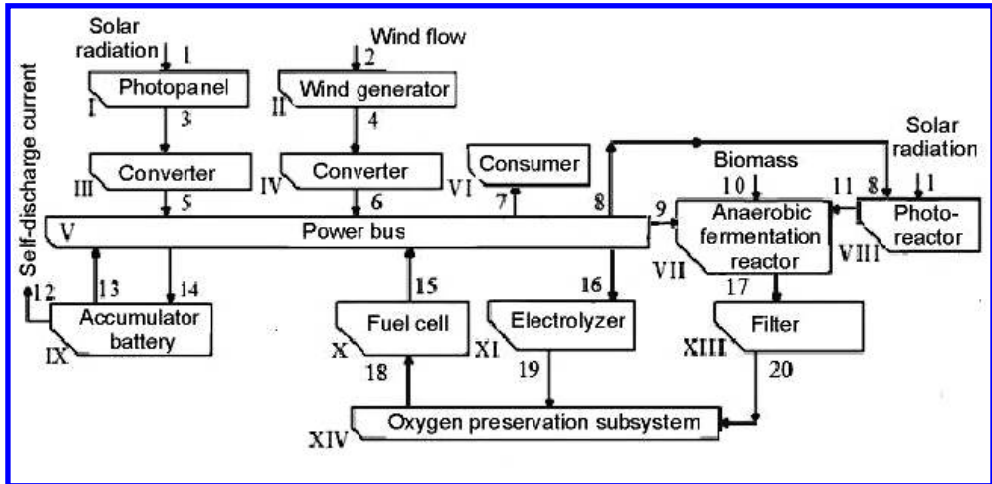 Solar
radiation
1
Wind flow
2
Photopanel
I
3
Wind generator
II
4
Self-discharge current
Converter
III
5
Converter
IV
6
Consumer
VI
7
8
Solar
radiation
Biomass
10
11
8
1
9
Power bus
V
Anaerobic
fermentation
reactor
VII
Photo-
reactor
VIII
12
13
14
15
16
17
Accumulator
battery
IX
Fuel cell
X
18
Electrolyzer
XI
19
Filter
XIII
20
Oxygen preservation subsystem
XIV